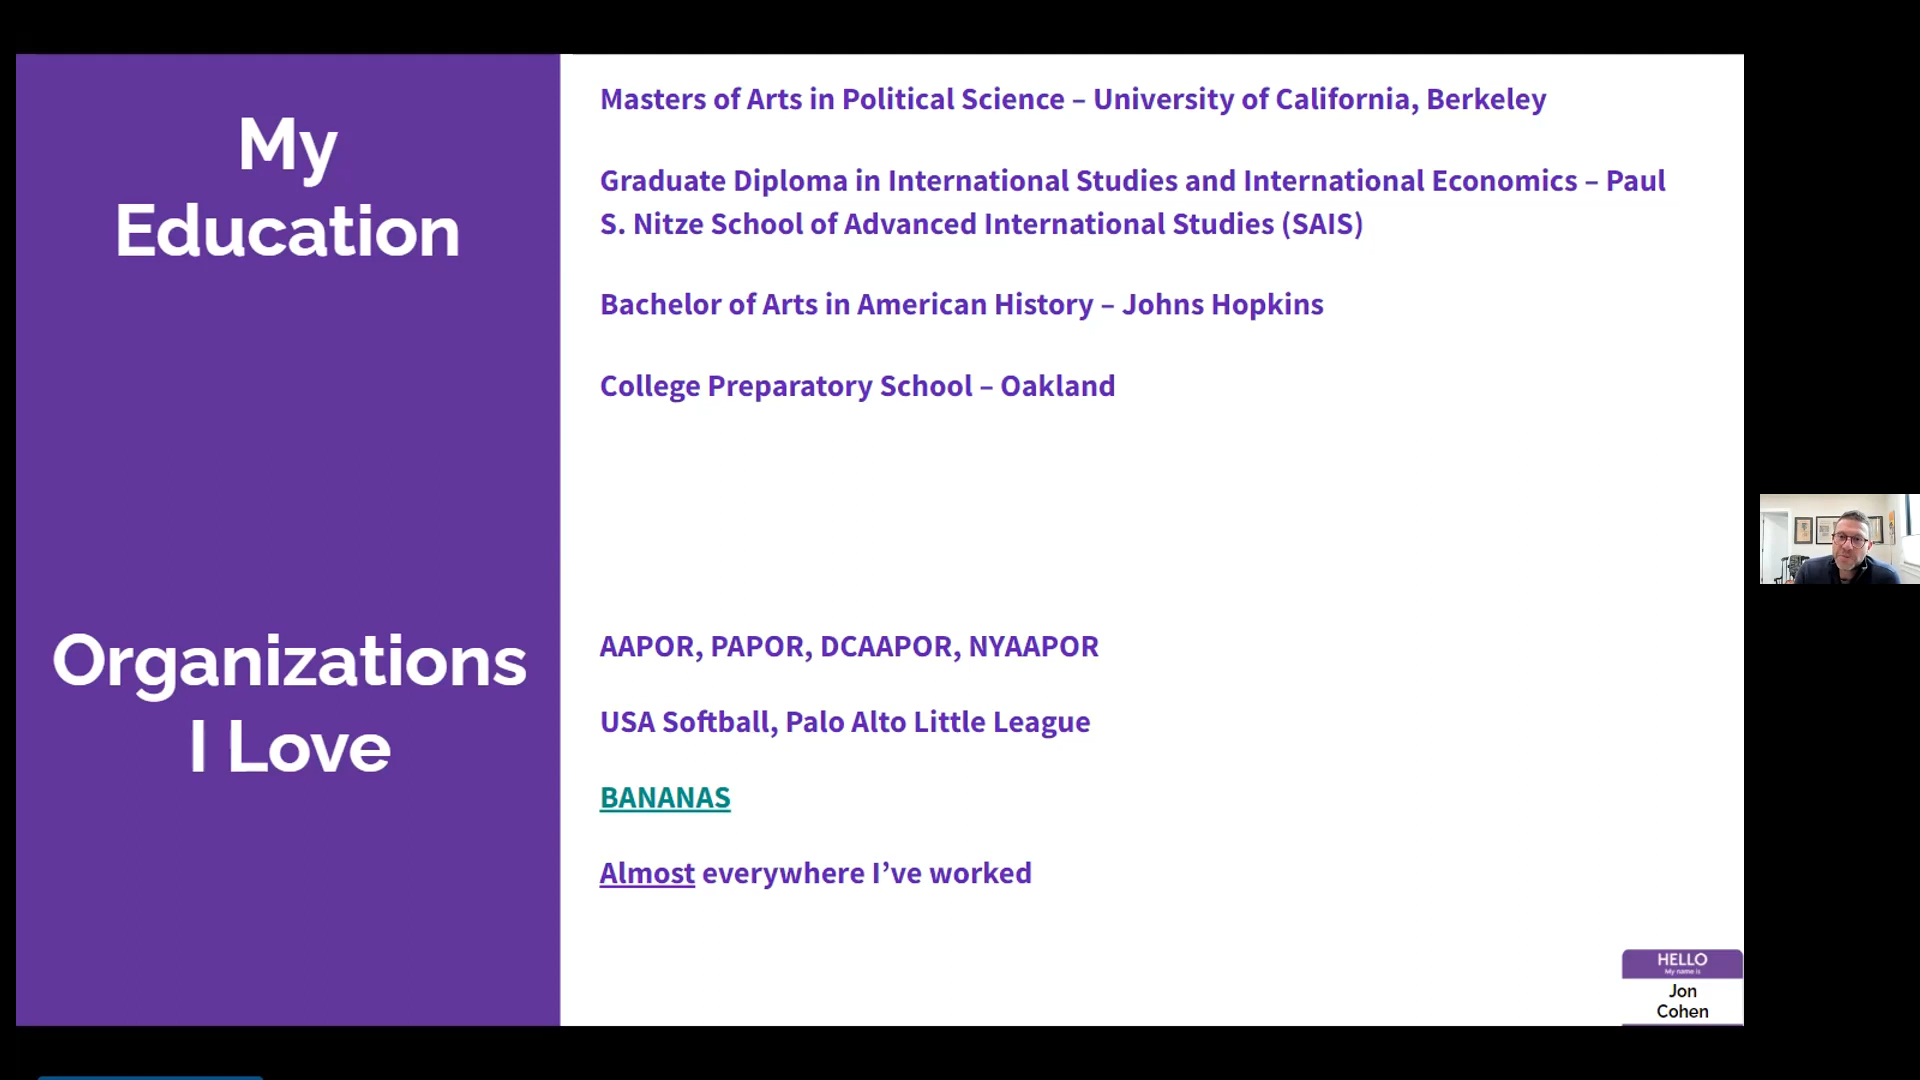 My
Education
Masters of Arts in Political Science – University of California, Berkeley
Graduate Diploma in International Studies and International Economics – Paul
S. Nitze School of Advanced International Studies (SAIS)
Bachelor of Arts in American History – Johns Hopkins
College Preparatory School – Oakland
Organizations
I Love
AAPOR, PAPOR, DCAAPOR, NYAAPOR
USA Softball, Palo Alto Little League
BANANAS
Almost everywhere I’ve worked
HELLO
My name is
Jon
Cohen